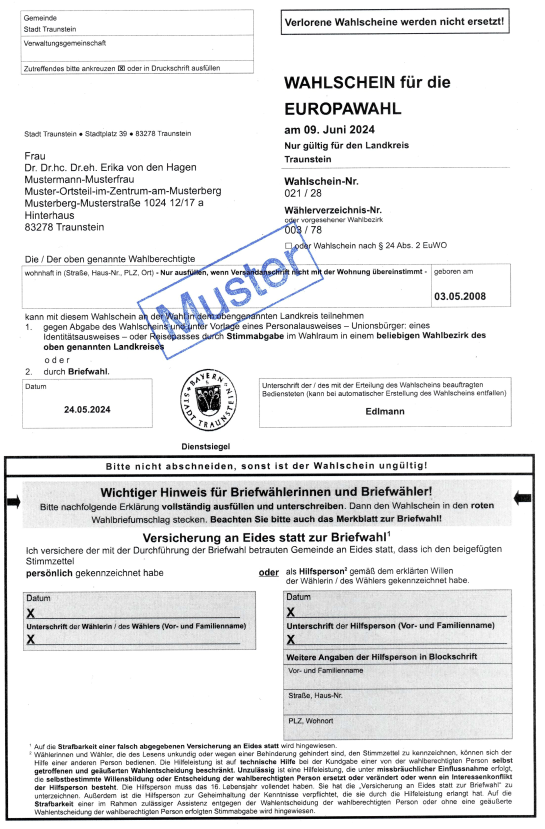 Gemeinde
Stadt Traunstein
Verwaltungsgemeinschaft
Zutreffendes bitte ankreuzen ☒ oder in Druckschrift ausfüllen
Verlorene Wahlscheine werden nicht ersetzt!
WAHLSCHEIN für die
EUROPAWAHL
am 09. Juni 2024
Nur gültig für den Landkreis
Traunstein
Stadt Traunstein ● Stadtplatz 39 ● 83278 Traunstein
Frau
Dr. Dr.hc. Dr.eh. Erika von den Hagen
Mustermann-Musterfrau
Muster-Ortsteil-im-Zentrum-am-Musterberg
Musterberg-Musterstraße 1024 12/17 a
Hinterhaus
83278 Traunstein
Wahlschein-Nr.
021 / 28
Wählerverzeichnis-Nr.
oder vorgesehener Wahlbezirk
003 / 78
☐ oder Wahlschein nach § 24 Abs. 2 EuWO
Muster
Die / Der oben genannte Wahlberechtigte
wohnhaft in (Straße, Haus-Nr., PLZ, Ort) - Nur ausfüllen, wenn Versandanschrift nicht mit der Wohnung übereinstimmt -
geboren am
03.05.2008
kann mit diesem Wahlschein an der Wahl in dem obengenannten Landkreis teilnehmen
1. gegen Abgabe des Wahlscheins und unter Vorlage eines Personalausweises – Unionsbürger: eines
Identitätsausweises – oder Reisepasses durch Stimmabgabe im Wahlraum in einem beliebigen Wahlbezirk des
oben genannten Landkreises
o d e r
2. durch Briefwahl.
Datum
24.05.2024
BAYERN
STADT TRAUNSTEIN
Dienstsiegel
Unterschrift der / des mit der Erteilung des Wahlscheins beauftragten
Bediensteten (kann bei automatischer Erstellung des Wahlscheins entfallen)
Edlmann
Bitte nicht abschneiden, sonst ist der Wahlschein ungültig!
Wichtiger Hinweis für Briefwählerinnen und Briefwähler!
Bitte nachfolgende Erklärung vollständig ausfüllen und unterschreiben. Dann den Wahlschein in den roten
Wahlbriefumschlag stecken. Beachten Sie bitte auch das Merkblatt zur Briefwahl!
Versicherung an Eides statt zur Briefwahl¹
Ich versichere der mit der Durchführung der Briefwahl betrauten Gemeinde an Eides statt, dass ich den beigefügten
Stimmzettel
persönlich gekennzeichnet habe
oder
als Hilfsperson² gemäß dem erklärten Willen
der Wählerin / des Wählers gekennzeichnet habe.
Datum
X
Unterschrift der Wählerin / des Wählers (Vor- und Familienname)
X
Datum
X
Unterschrift der Hilfsperson (Vor- und Familienname)
X
Weitere Angaben der Hilfsperson in Blockschrift
Vor- und Familienname
Straße, Haus-Nr.
PLZ, Wohnort
¹ Auf die Strafbarkeit einer falsch abgegebenen Versicherung an Eides statt wird hingewiesen.
² Wählerinnen und Wähler, die des Lesens unkundig oder wegen einer Behinderung gehindert sind, den Stimmzettel zu kennzeichnen, können sich der
Hilfe einer anderen Person bedienen. Die Hilfeleistung ist auf technische Hilfe bei der Kundgabe einer von der wahlberechtigten Person selbst
getroffenen und geäußerten Wahlentscheidung beschränkt. Unzulässig ist eine Hilfeleistung, die unter missbräuchlicher Einflussnahme erfolgt,
die selbstbestimmte Willensbildung oder Entscheidung der wahlberechtigten Person ersetzt oder verändert oder wenn ein Interessenkonflikt
der Hilfsperson besteht. Die Hilfsperson muss das 16. Lebensjahr vollendet haben. Sie hat die „Versicherung an Eides statt zur Briefwahl“ zu
unterzeichnen. Außerdem ist die Hilfsperson zur Geheimhaltung der Kenntnisse verpflichtet, die sie durch die Hilfeleistung erlangt hat. Auf die
Strafbarkeit einer im Rahmen zulässiger Assistenz entgegen der Wahlentscheidung der wahlberechtigten Person oder ohne eine geäußerte
Wahlentscheidung der wahlberechtigten Person erfolgten Stimmabgabe wird hingewiesen.